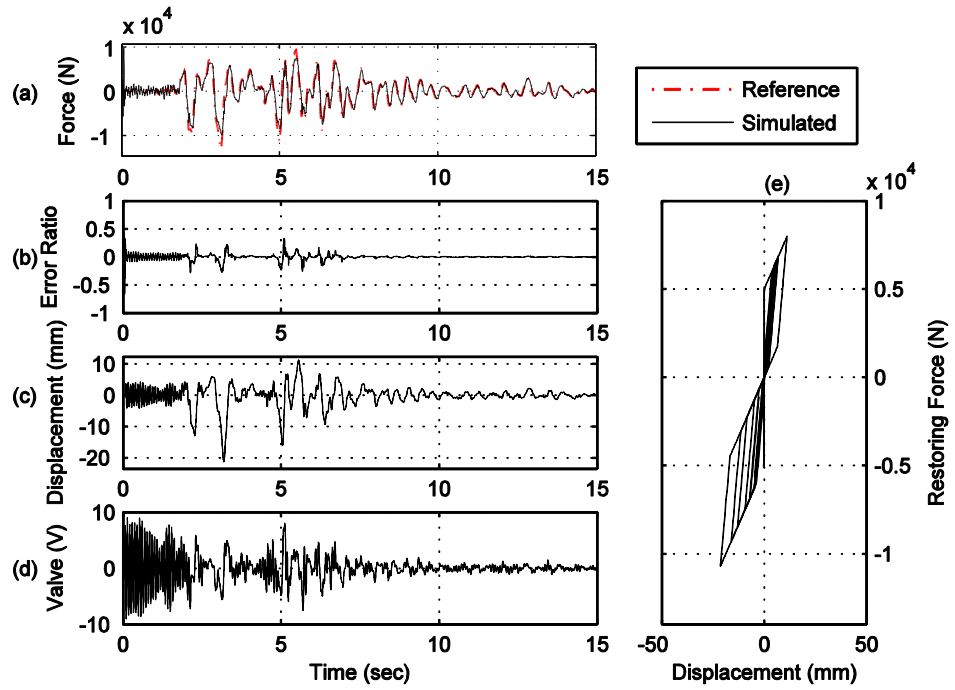 x 10^4
1
0
-1
(a)
Force (N)
0
5
10
15
Reference
Simulated
1
0.5
0
-0.5
-1
(b)
Error Ratio
0
5
10
15
10
0
-10
-20
(c)
Displacement (mm)
0
5
10
15
10
0
-10
(d)
Valve (V)
0
5
10
15
Time (sec)
(e)
x 10^4
1
0.5
0
-0.5
-1
Restoring Force (N)
-50
0
50
Displacement (mm)